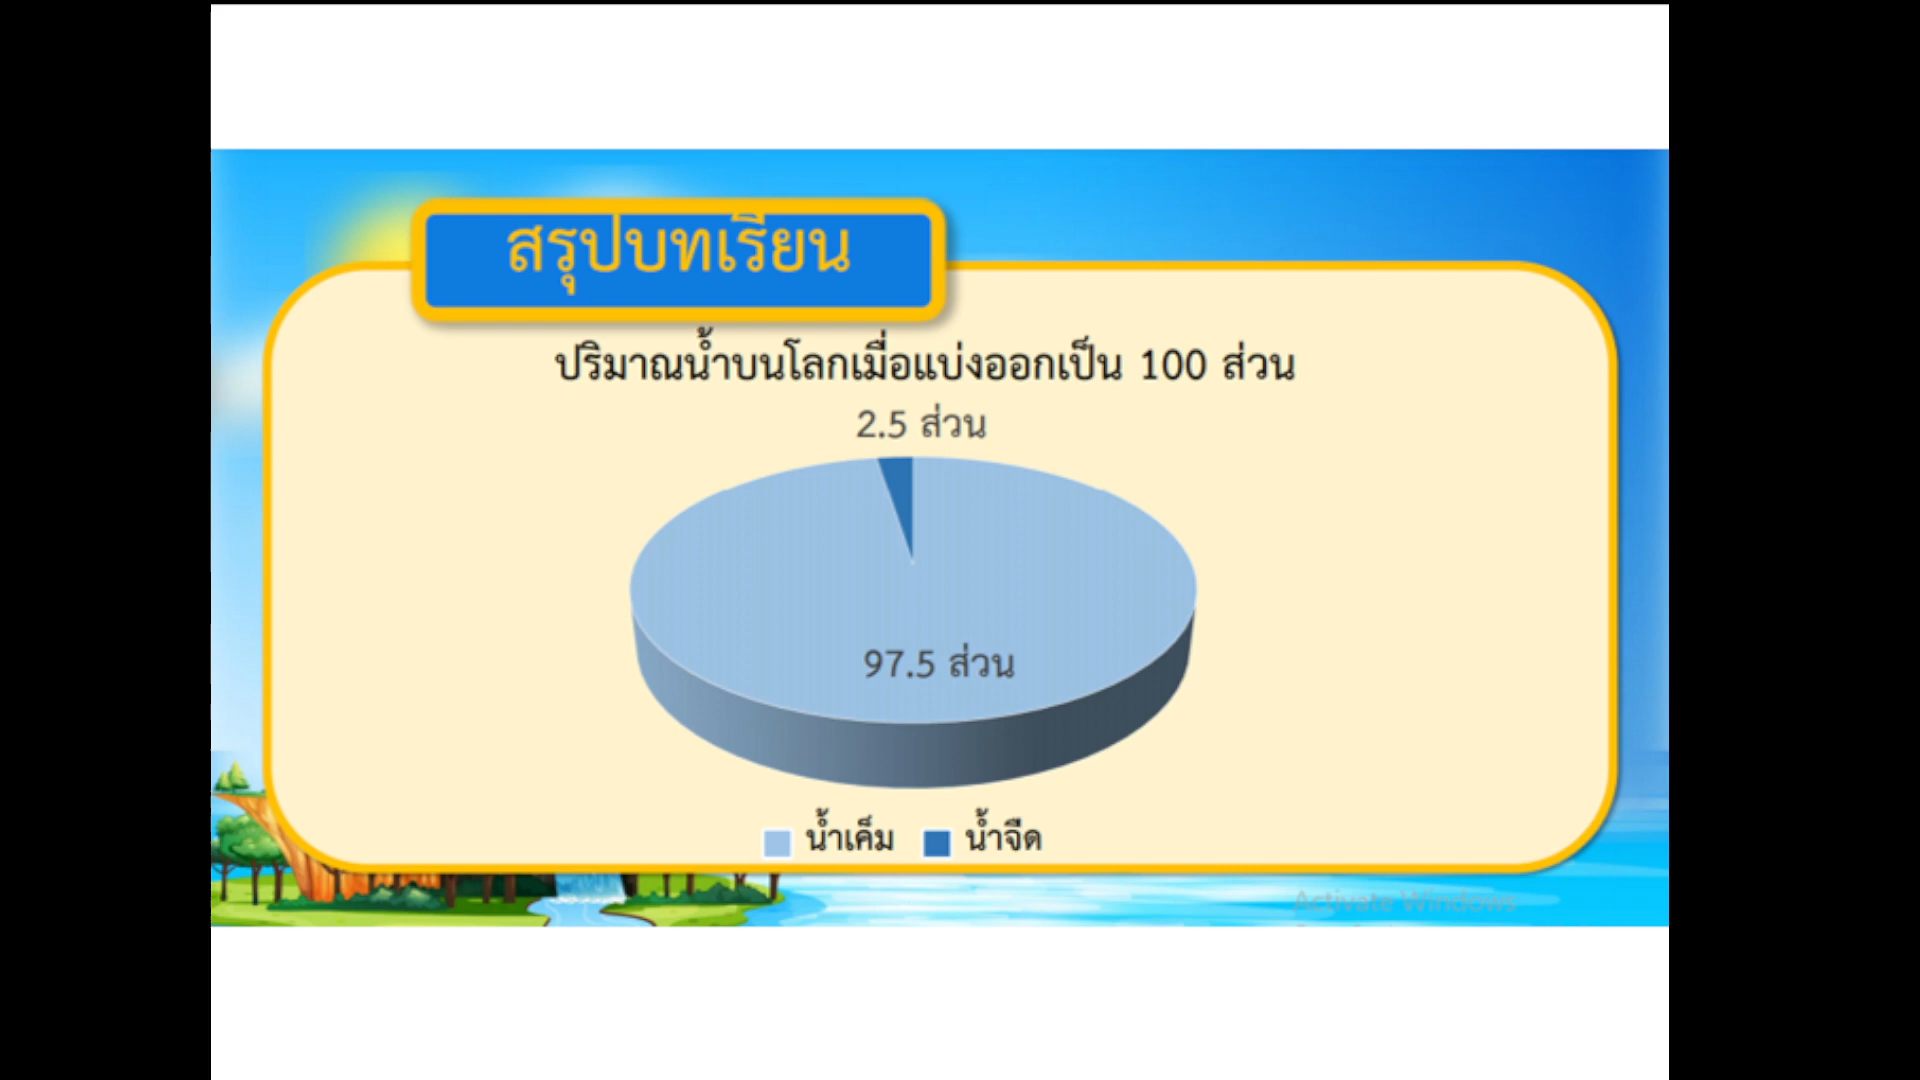 สรุปบทเรียน
ปริมาณน้ำบนโลกเมื่อแบ่งออกเป็น 100 ส่วน
2.5 ส่วน
97.5 ส่วน
น้ำเค็ม น้ำจืด
Activate Windows